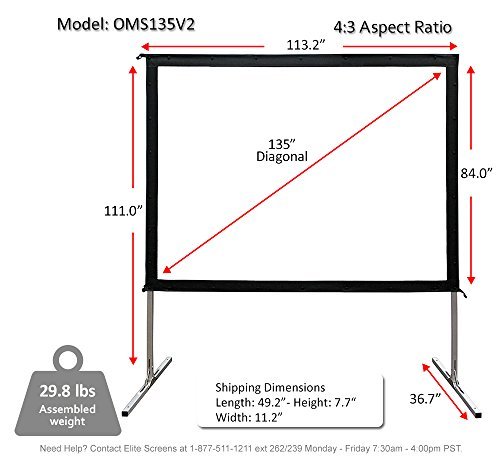 Model: OMS135V2
4:3 Aspect Ratio
113.2”
135”
Diagonal
84.0”
111.0”
29.8 lbs
Assembled
weight
Shipping Dimensions
Length: 49.2”- Height: 7.7“
Width: 11.2”
36.7”
Need Help? Contact Elite Screens at 1-877-511-1211 ext 262/239 Monday - Friday 7:30am - 4:00pm PST.